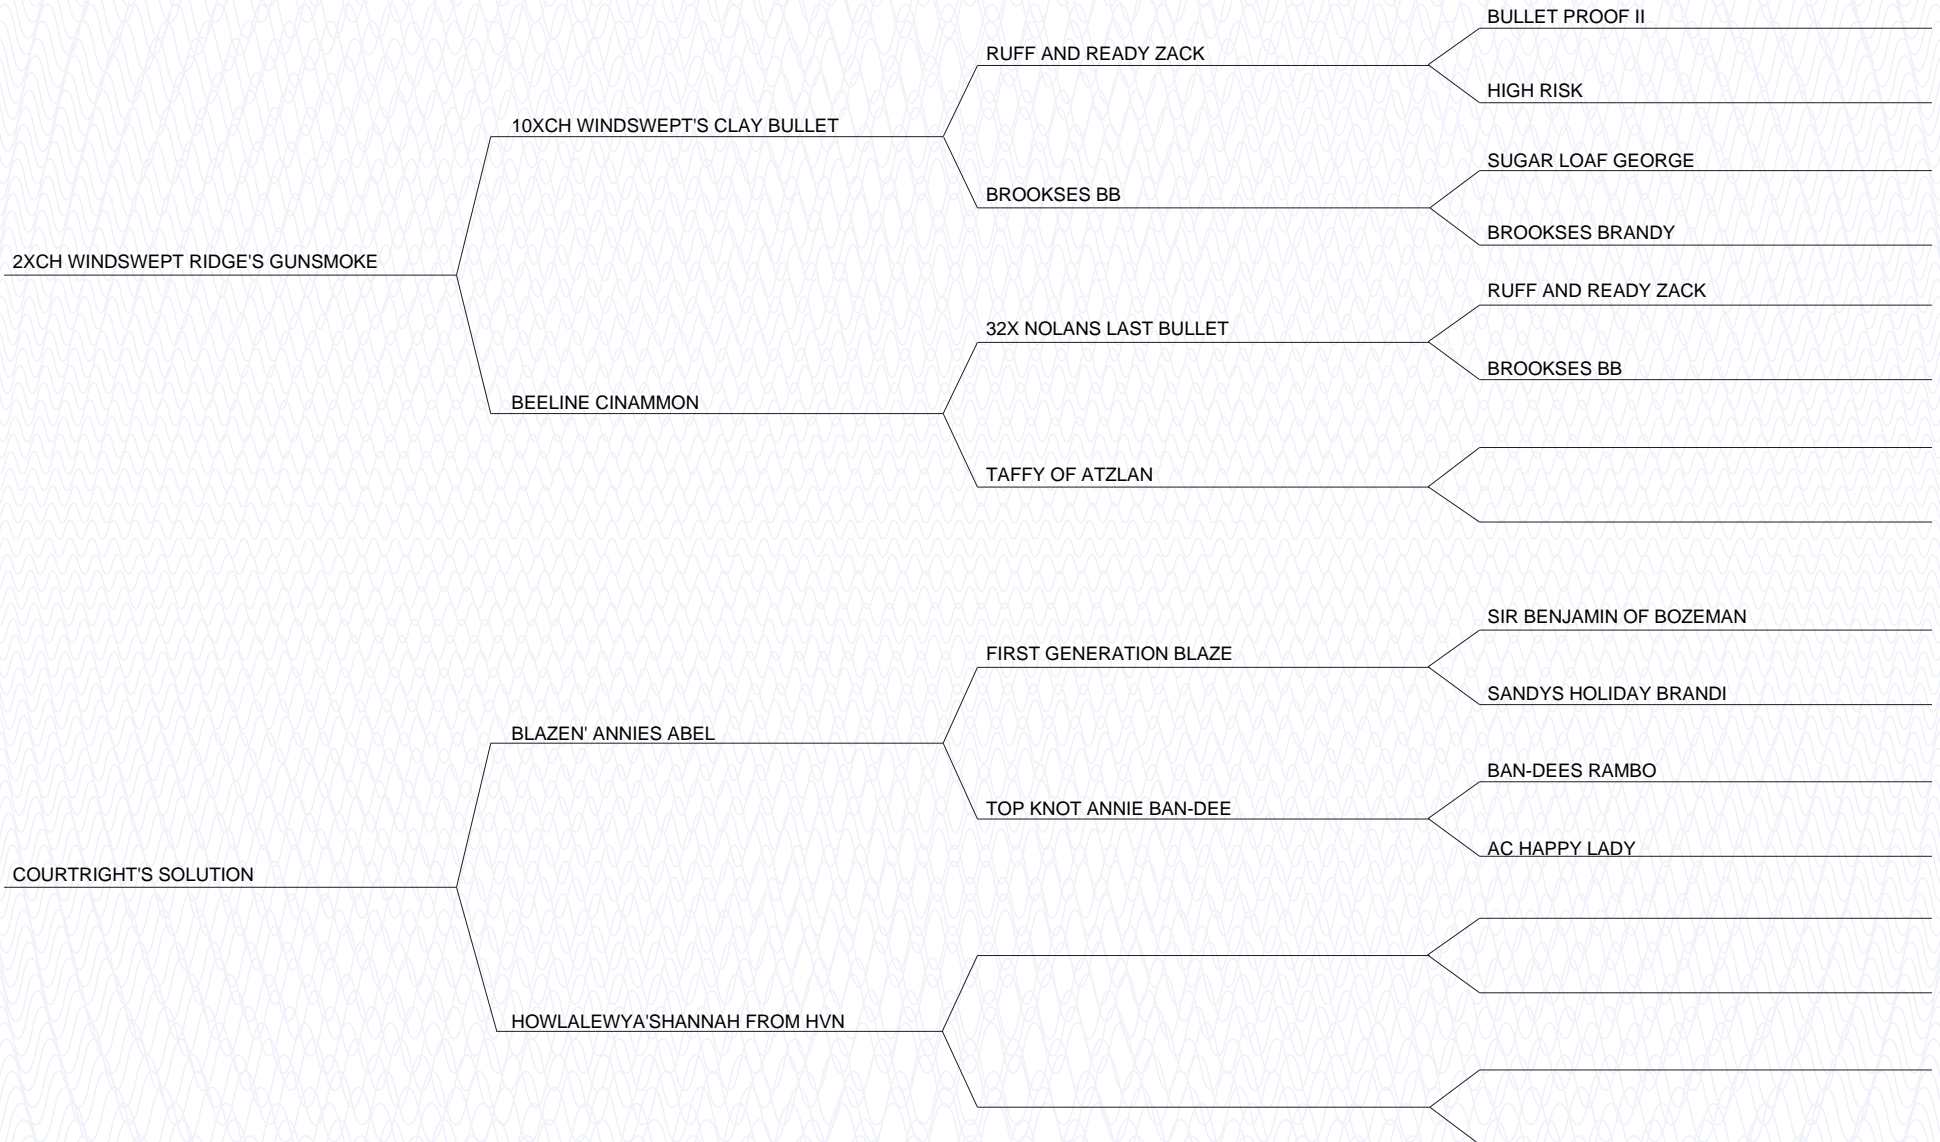 BULLET PROOF II
RUFF AND READY ZACK
HIGH RISK
10XCH WINDSWEPT'S CLAY BULLET
SUGAR LOAF GEORGE
BROOKSES BB
BROOKSES BRANDY
2XCH WINDSWEPT RIDGE'S GUNSMOKE
RUFF AND READY ZACK
32X NOLANS LAST BULLET
BROOKSES BB
BEELINE CINAMMON
TAFFY OF ATZLAN
SIR BENJAMIN OF BOZEMAN
FIRST GENERATION BLAZE
SANDYS HOLIDAY BRANDI
BLAZEN' ANNIES ABEL
BAN-DEES RAMBO
TOP KNOT ANNIE BAN-DEE
AC HAPPY LADY
COURTRIGHT'S SOLUTION
HOWLALEWYA'SHANNAH FROM HVN